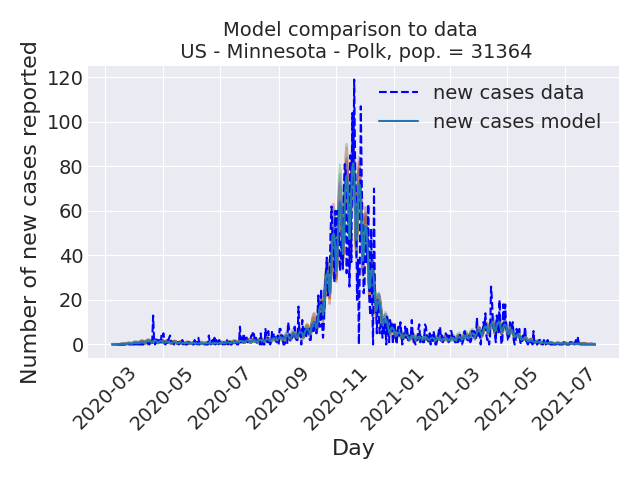 Model comparison to data
US - Minnesota - Polk, pop. = 31364
Number of new cases reported
120
100
80
60
40
20
0
new cases data
new cases model
2020-03
2020-05
2020-07
2020-09
2020-11
2021-01
2021-03
2021-05
2021-07
Day